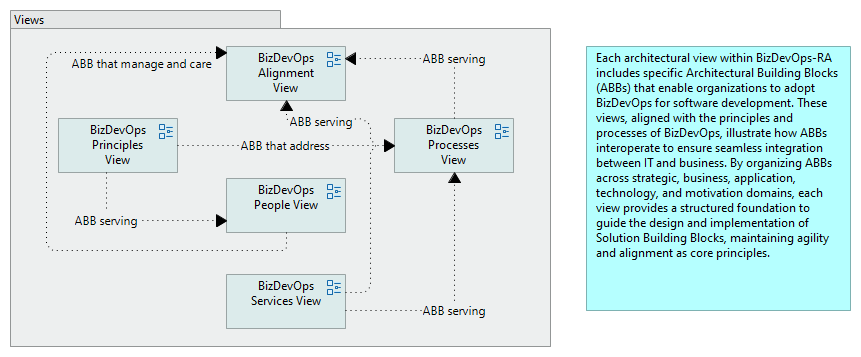 Views
ABB that manage and care
BizDevOps
Alignment
View
ABB serving
ABB serving
BizDevOps
Principles
View
ABB that address
BizDevOps
Processes
View
BizDevOps
People View
ABB serving
BizDevOps
Services View
ABB serving
Each architectural view within BizDevOps-RA
includes specific Architectural Building Blocks
(ABBs) that enable organizations to adopt
BizDevOps for software development. These
views, aligned with the principles and
processes of BizDevOps, illustrate how ABBs
interoperate to ensure seamless integration
between IT and business. By organizing ABBs
across strategic, business, application,
technology, and motivation domains, each
view provides a structured foundation to
guide the design and implementation of
Solution Building Blocks, maintaining agility
and alignment as core principles.